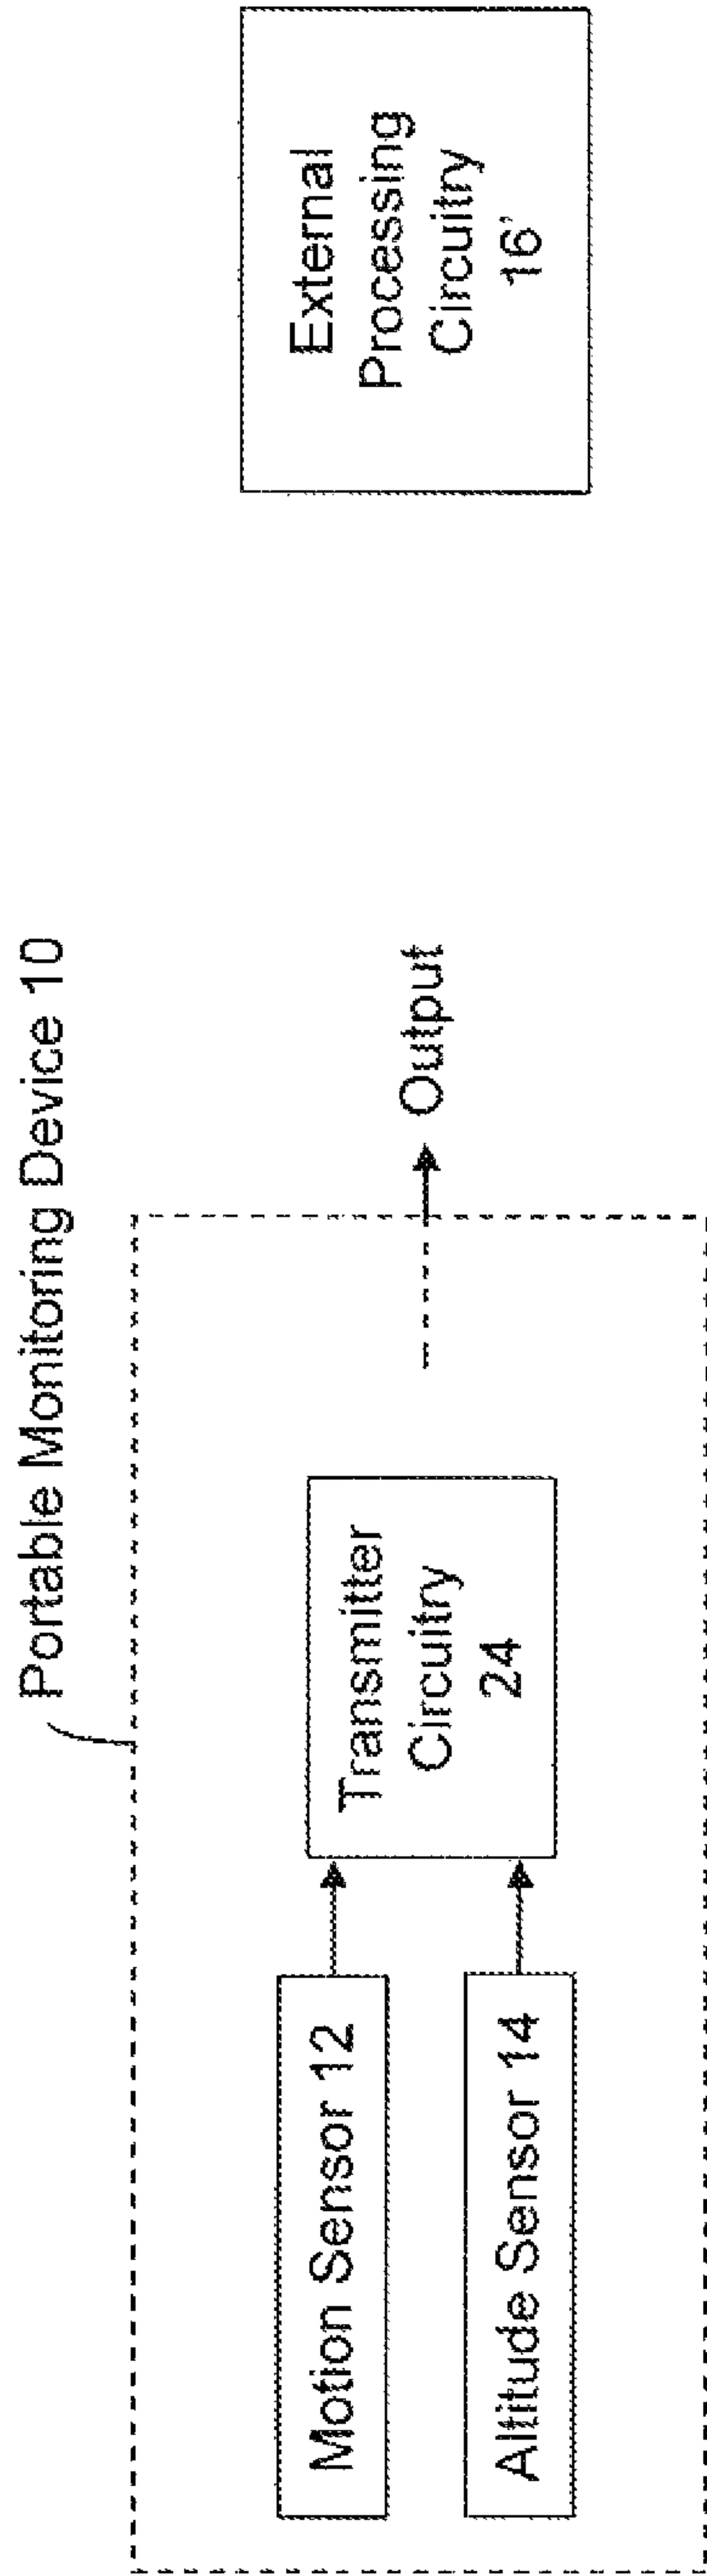 Portable Monitoring Device 10
Motion Sensor 12
Altitude Sensor 14
Transmitter
Circuitry
24
Output
External
Processing
Circuitry
16'